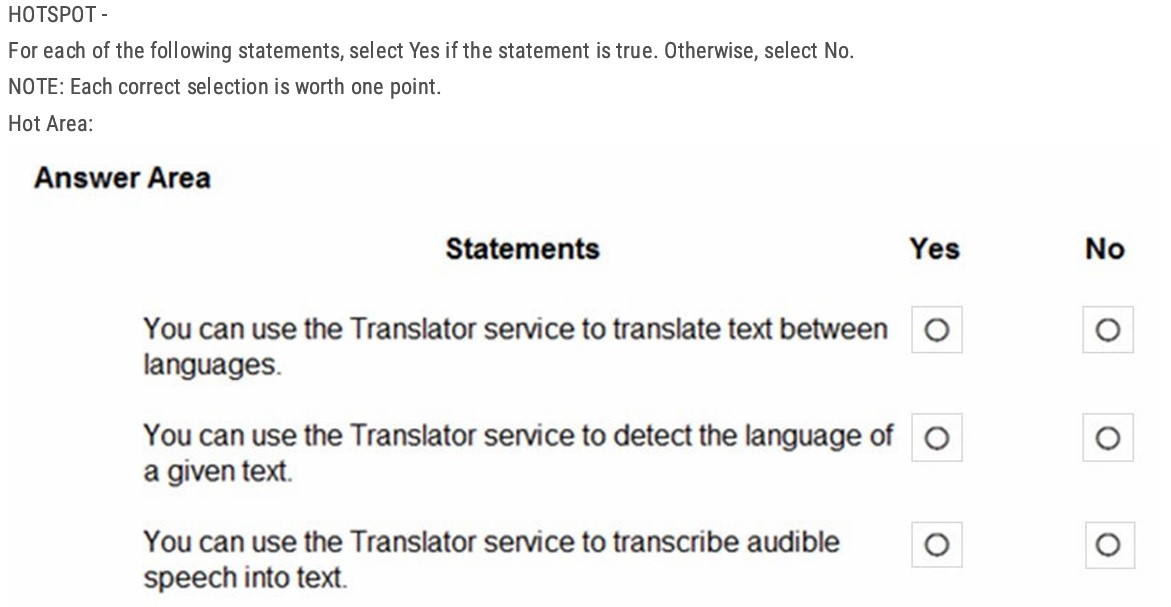 HOTSPOT -
For each of the following statements, select Yes if the statement is true. Otherwise, select No.
NOTE: Each correct selection is worth one point.
Hot Area:
Answer Area
Statements Yes No
You can use the Translator service to translate text between
languages.
You can use the Translator service to detect the language of
a given text.
You can use the Translator service to transcribe audible
speech into text.